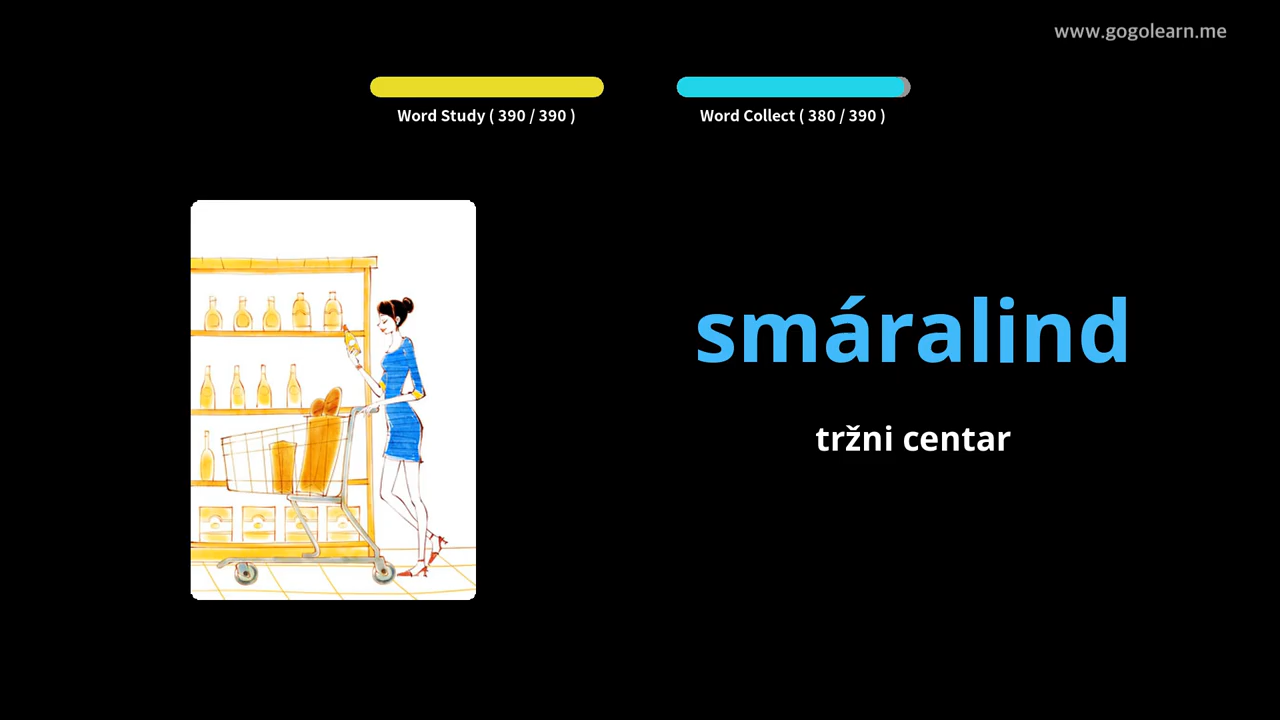 www.gogolearn.me
Word Study ( 390 / 390 )
Word Collect ( 380 / 390 )
smáralind
tržni centar